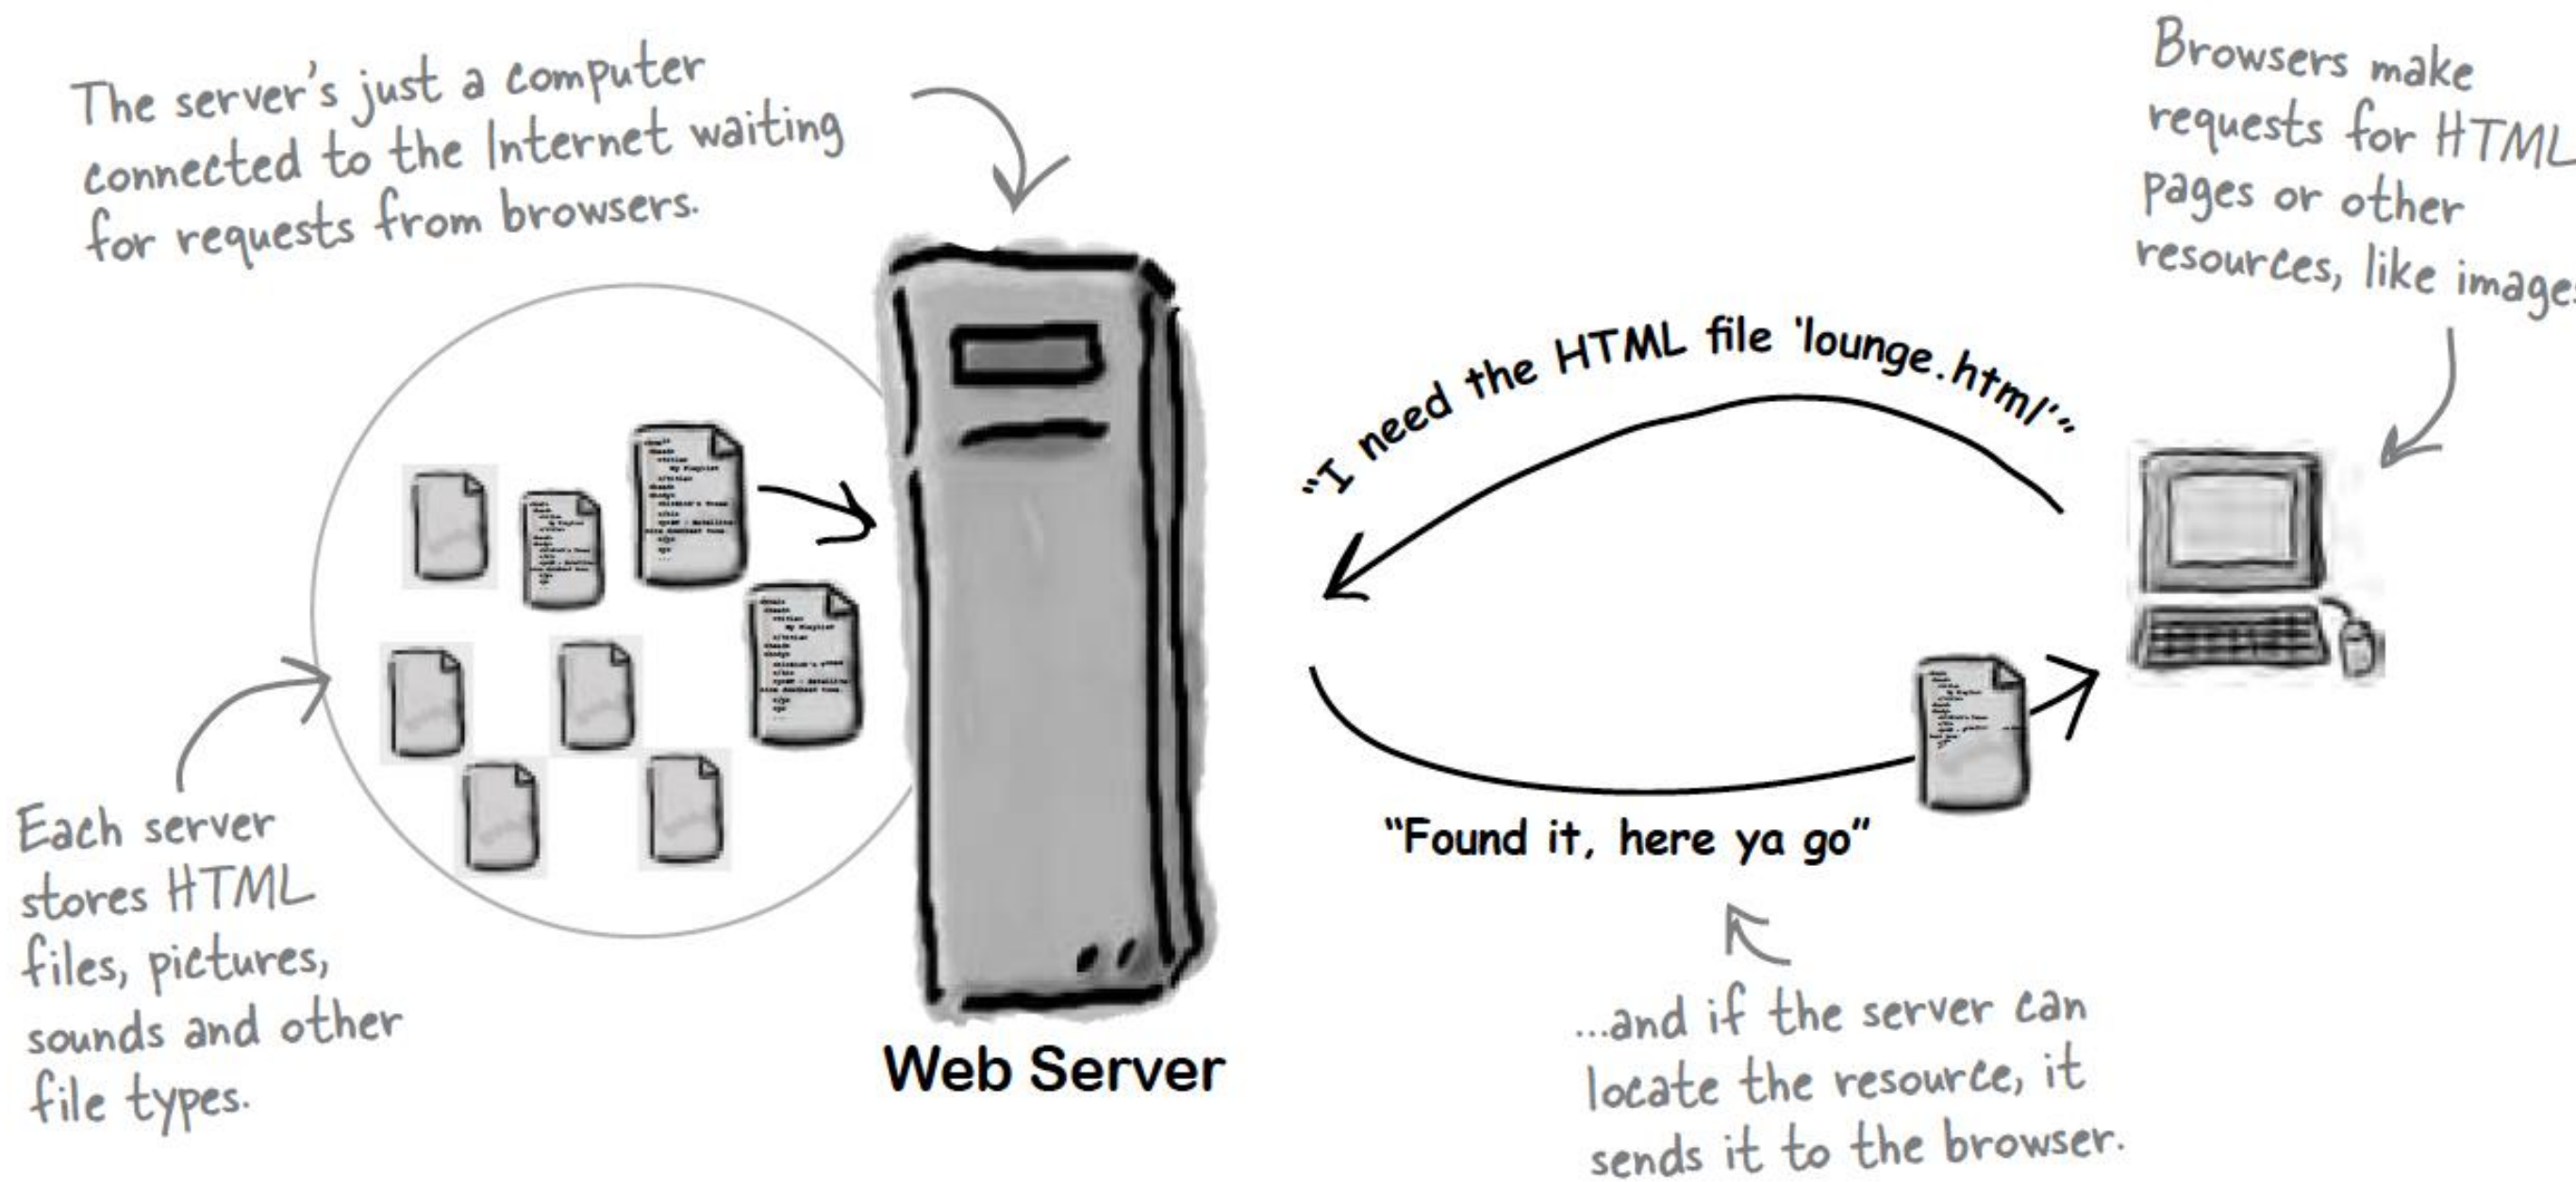 The server's just a computer
connected to the Internet waiting
for requests from browsers.
Browsers make
requests for HTML
pages or other
resources, like images
"I need the HTML file 'lounge.html'"
"Found it, here ya go"
Each server
stores HTML
files, pictures,
sounds and other
file types.
Web Server
...and if the server can
locate the resource, it
sends it to the browser.